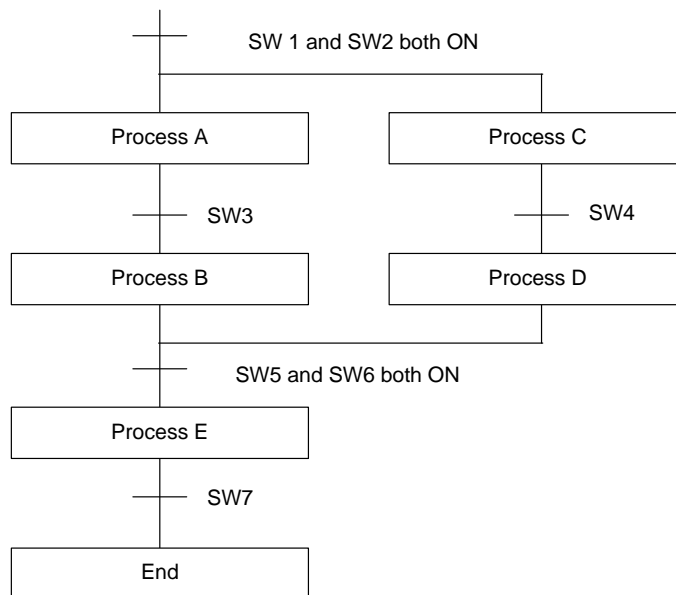 SW 1 and SW2 both ON
Process A
Process C
SW3
SW4
Process B
Process D
SW5 and SW6 both ON
Process E
SW7
End